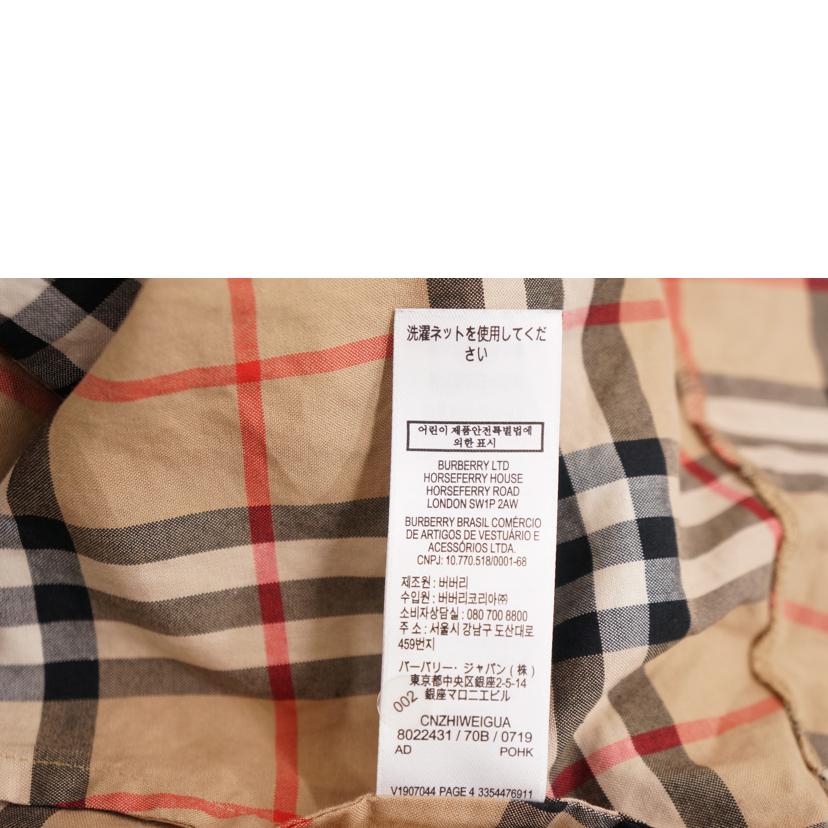 洗濯ネットを使用してくだ
さい
어린이 제품안전특별법에
의한 표시
BURBERRY LTD
HORSEFERRY HOUSE
HORSEFERRY ROAD
LONDON SW1P 2AW
BURBERRY BRASIL COMÉRCIO
DE ARTIGOS DE VESTUÁRIO E
ACESSÓRIOS LTDA.
CNPJ: 10.770.518/0001-68
제조원 : 버버리
수입원 : 버버리코리아㈜
소비자상담실 : 080 700 8800
주 소 : 서울시 강남구 도산대로
459번지
バーバリー・ジャパン(株)
東京都中央区銀座2-5-14
銀座マロニエビル
002
CNZHIWEIGUA
8022431 / 70B / 0719
AD POHK
V1907044 PAGE 4 3354476911